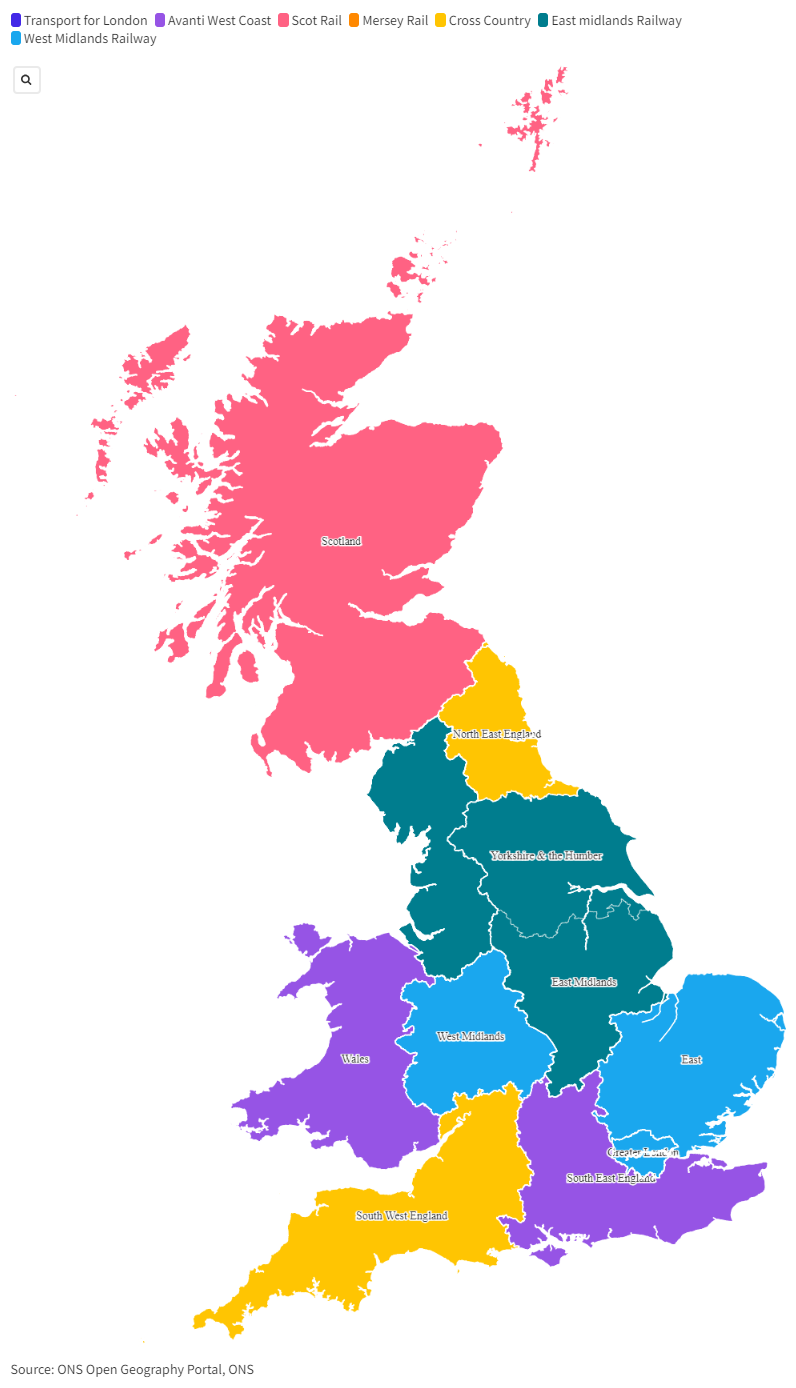 Transport for London Avanti West Coast Scot Rail Mersey Rail Cross Country East midlands Railway
West Midlands Railway
Scotland
North East England
Yorkshire & the Humber
East Midlands
West Midlands
Wales
East
Greater London
South East England
South West England
Source: ONS Open Geography Portal, ONS